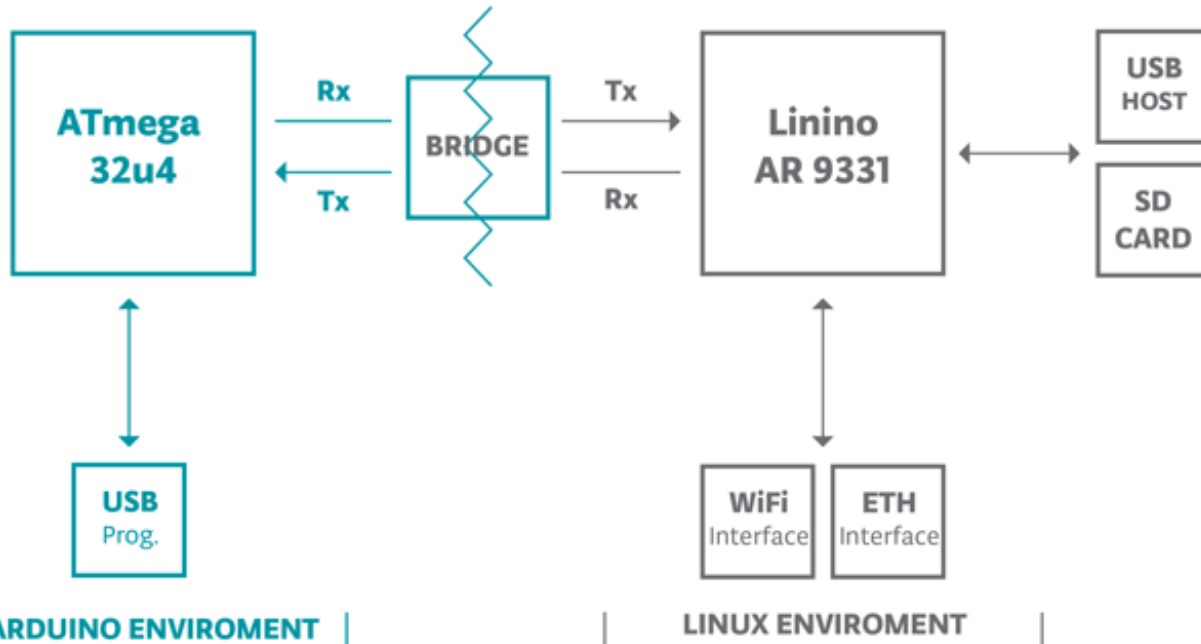 ATmega
32u4
Rx
Tx
BRIDGE
Tx
Rx
Linino
AR 9331
USB
HOST
SD
CARD
USB
Prog.
WiFi
Interface
ETH
Interface
ARDUINO ENVIROMENT
LINUX ENVIROMENT